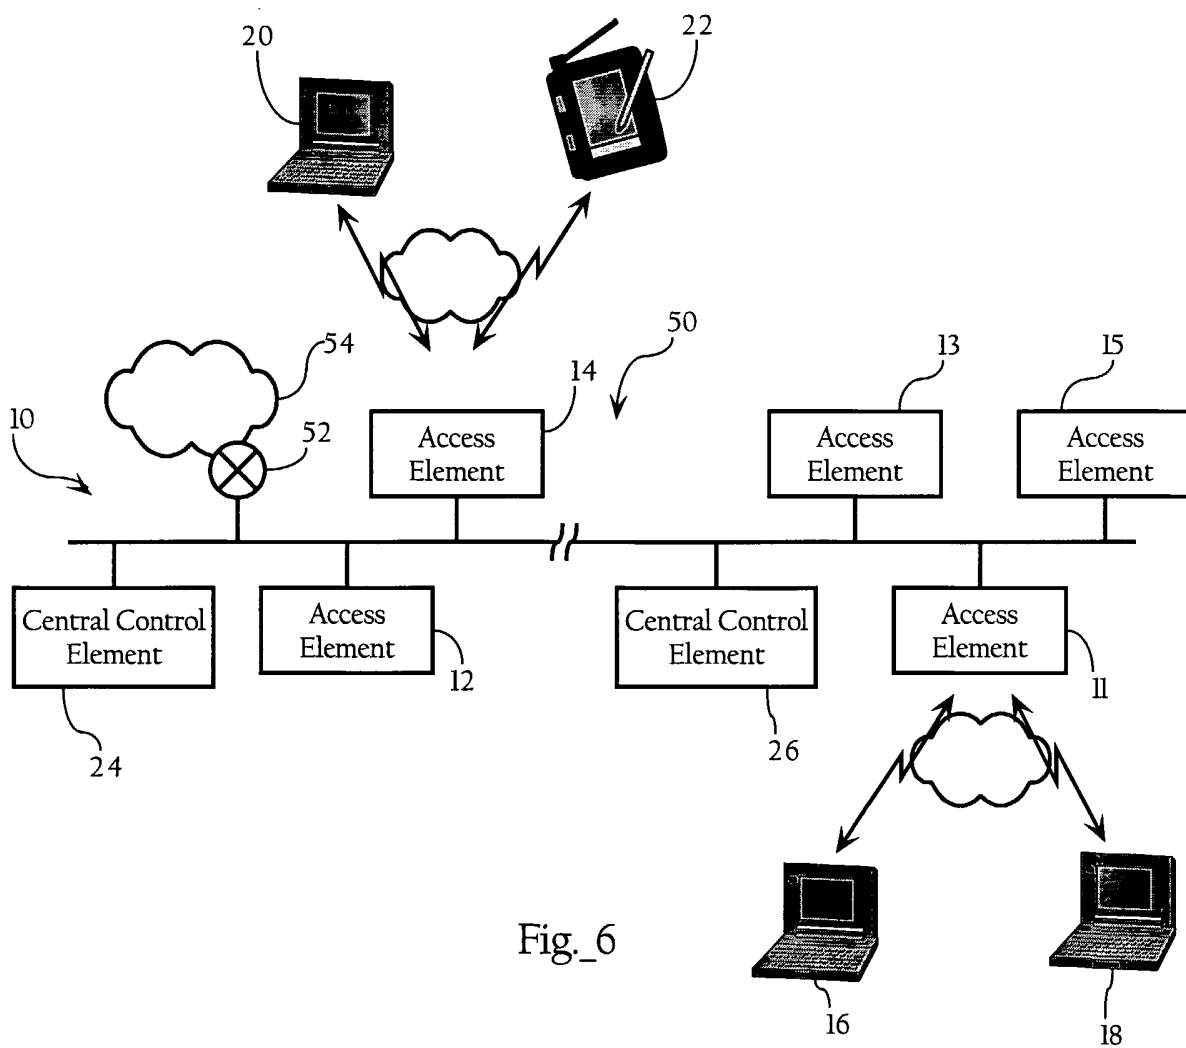 20
22
54
50
14
13
15
10
52
Access
Element
Access
Element
Access
Element
Central Control
Element
Access
Element
Central Control
Element
Access
Element
12
11
24
26
Fig._6
16
18